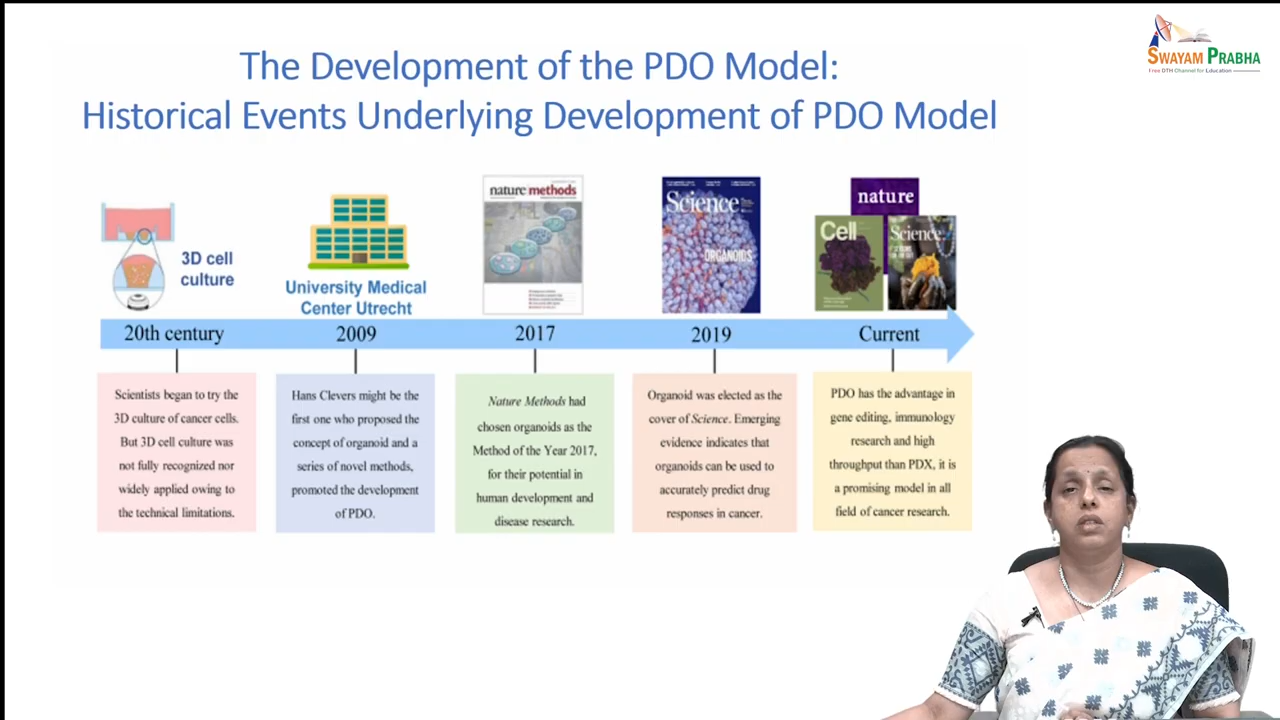 SWAYAM PRABHA
Free DTH Channel for Education
The Development of the PDO Model:
Historical Events Underlying Development of PDO Model
3D cell
culture
University Medical
Center Utrecht
nature methods
Science
ORGANOIDS
nature
Cell
Science
20th century
2009
2017
2019
Current
Scientists began to try the
3D culture of cancer cells.
But 3D cell culture was
not fully recognized nor
widely applied owing to
the technical limitations.
Hans Clevers might be the
first one who proposed the
concept of organoid and a
series of novel methods,
promoted the development
of PDO.
Nature Methods had
chosen organoids as the
Method of the Year 2017,
for their potential in
human development and
disease research.
Organoid was elected as the
cover of Science. Emerging
evidence indicates that
organoids can be used to
accurately predict drug
responses in cancer.
PDO has the advantage in
gene editing, immunology
research and high
throughput than PDX, it is
a promising model in all
field of cancer research.